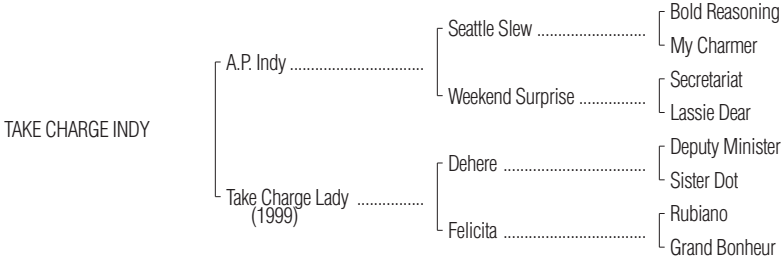 Bold Reasoning
Seattle Slew ..........................
My Charmer
A.P. Indy ................................
Secretariat
Weekend Surprise ................
Lassie Dear
TAKE CHARGE INDY
Deputy Minister
Dehere ..................................
Sister Dot
Take Charge Lady ................
(1999)
Rubiano
Felicita ..................................
Grand Bonheur